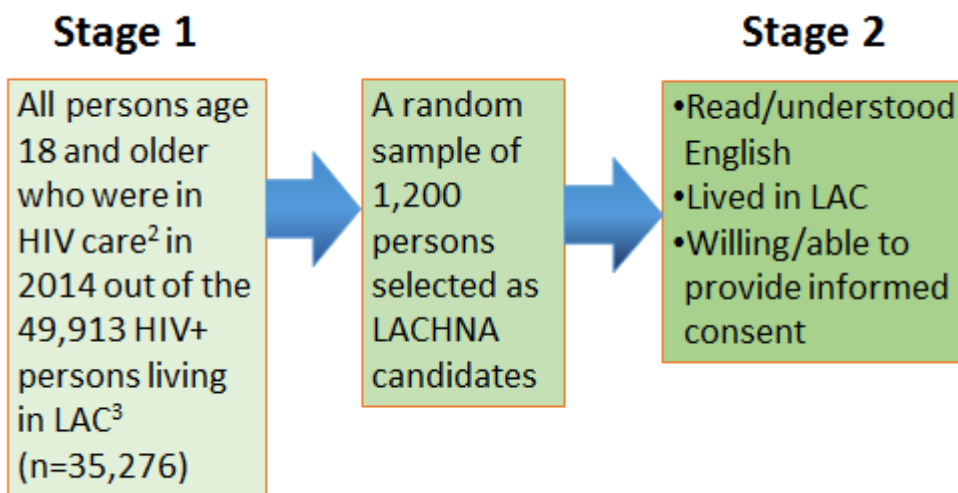 Stage 1
All persons age
18 and older
who were in
HIV care² in
2014 out of the
49,913 HIV+
persons living
in LAC³
(n=35,276)
A random
sample of
1,200
persons
selected as
LACHNA
candidates
Stage 2
•Read/understood
English
•Lived in LAC
•Willing/able to
provide informed
consent